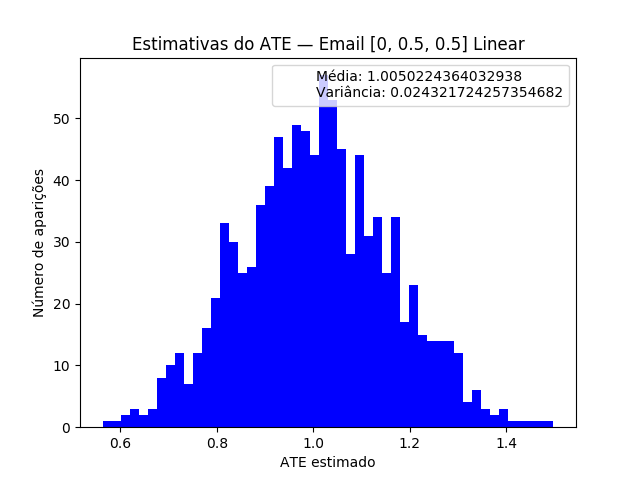 Estimativas do ATE — Email [0, 0.5, 0.5] Linear
Média: 1.0050224364032938
Variância: 0.024321724257354682
50
40
30
20
10
0
Número de aparições
0.6 0.8 1.0 1.2 1.4
ATE estimado